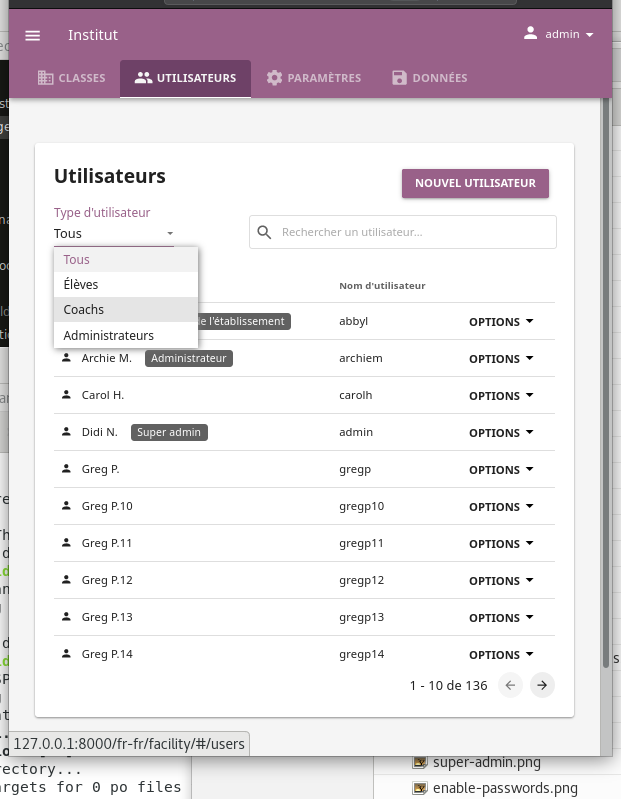 Institut
admin
CLASSES
UTILISATEURS
PARAMÈTRES
DONNÉES
Utilisateurs
NOUVEL UTILISATEUR
Type d'utilisateur
Tous
Rechercher un utilisateur...
Tous
Élèves
Coachs
Administrateurs
Nom d'utilisateur
le l'établissement abbyl OPTIONS
Archie M. Administrateur archiem OPTIONS
Carol H. carolh OPTIONS
Didi N. Super admin admin OPTIONS
Greg P. gregp OPTIONS
Greg P.10 gregp10 OPTIONS
Greg P.11 gregp11 OPTIONS
Greg P.12 gregp12 OPTIONS
Greg P.13 gregp13 OPTIONS
Greg P.14 gregp14 OPTIONS
1 - 10 de 136
127.0.0.1:8000/fr-fr/facility/#/users
super-admin.png
rectory...
enable-passwords.png
argets for 0 po files